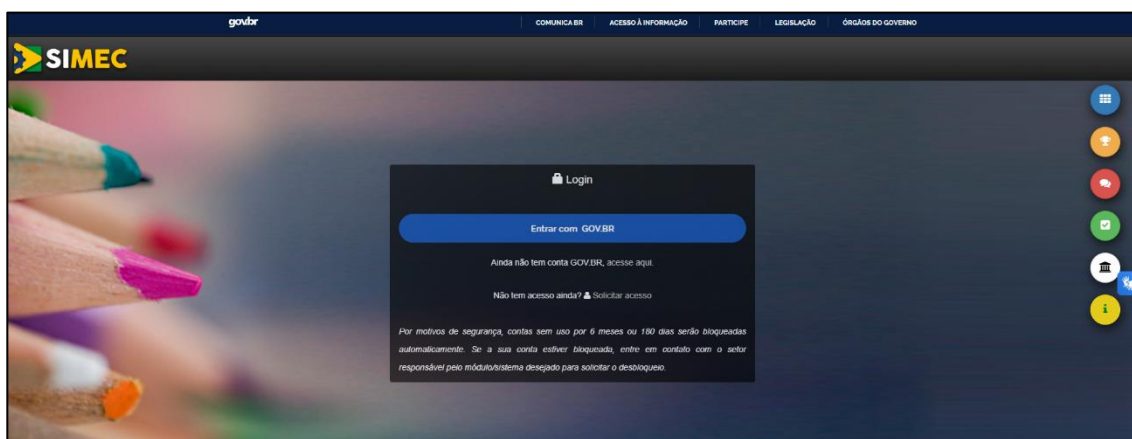 gov.br
COMUNICA BR
ACESSO À INFORMAÇÃO
PARTICIPE
LEGISLAÇÃO
ÓRGÃOS DO GOVERNO
SIMEC
Login
Entrar com GOV.BR
Ainda não tem conta GOV.BR, acesse aqui.
Não tem acesso ainda? Solicitar acesso
Por motivos de segurança, contas sem uso por 6 meses ou 180 dias serão bloqueadas
automaticamente. Se a sua conta estiver bloqueada, entre em contato com o setor
responsável pelo módulo/sistema desejado para solicitar o desbloqueio.